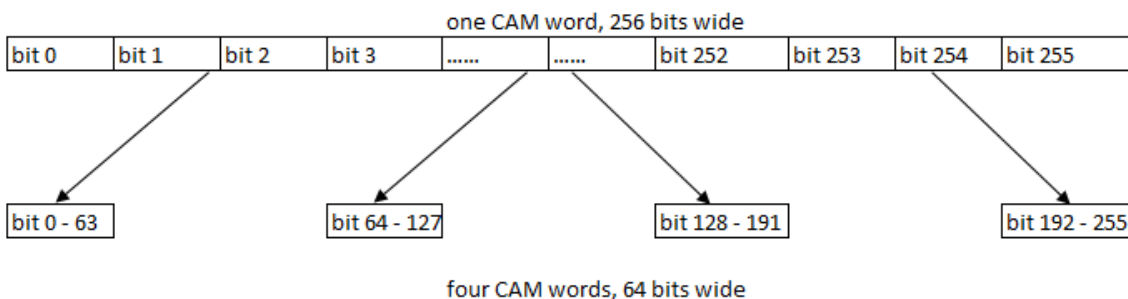 one CAM word, 256 bits wide
bit 0 bit 1 bit 2 bit 3 ...... ...... bit 252 bit 253 bit 254 bit 255
bit 0 - 63 bit 64 - 127 bit 128 - 191 bit 192 - 255
four CAM words, 64 bits wide